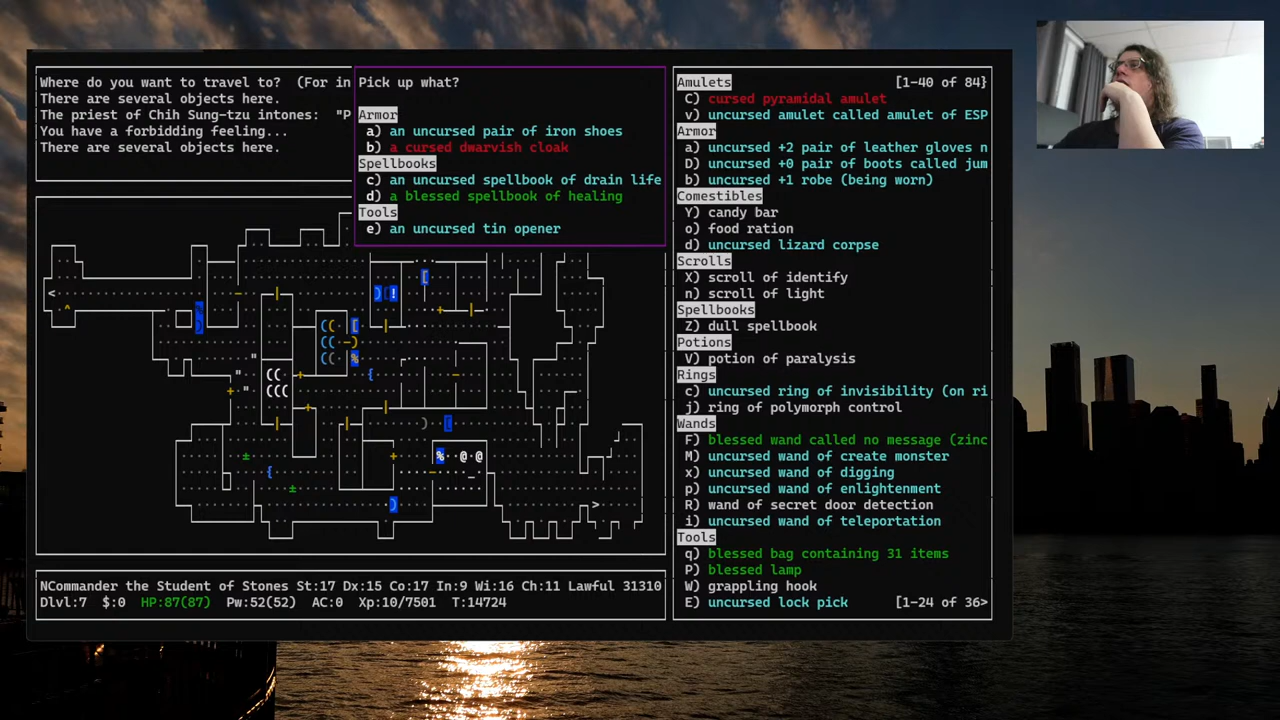 Where do you want to travel to?  (For in
There are several objects here.
The priest of Chih Sung-tzu intones:  "P
You have a forbidding feeling...
There are several objects here.
Pick up what?
Armor
a) an uncursed pair of iron shoes
b) a cursed dwarvish cloak
Spellbooks
c) an uncursed spellbook of drain life
d) a blessed spellbook of healing
Tools
e) an uncursed tin opener
Amulets [1-40 of 84}
C) cursed pyramidal amulet
v) uncursed amulet called amulet of ESP
Armor
a) uncursed +2 pair of leather gloves n
D) uncursed +0 pair of boots called jum
b) uncursed +1 robe (being worn)
Comestibles
Y) candy bar
o) food ration
d) uncursed lizard corpse
Scrolls
X) scroll of identify
n) scroll of light
Spellbooks
Z) dull spellbook
Potions
V) potion of paralysis
Rings
c) uncursed ring of invisibility (on ri
j) ring of polymorph control
Wands
F) blessed wand called no message (zinc
M) uncursed wand of create monster
x) uncursed wand of digging
p) uncursed wand of enlightenment
R) wand of secret door detection
i) uncursed wand of teleportation
Tools
q) blessed bag containing 31 items
P) blessed lamp
W) grappling hook
E) uncursed lock pick [1-24 of 36>
NCommander the Student of Stones St:17 Dx:15 Co:17 In:9 Wi:16 Ch:11 Lawful 31310
Dlvl:7 $:0 HP:87(87) Pw:52(52) AC:0 Xp:10/7501 T:14724